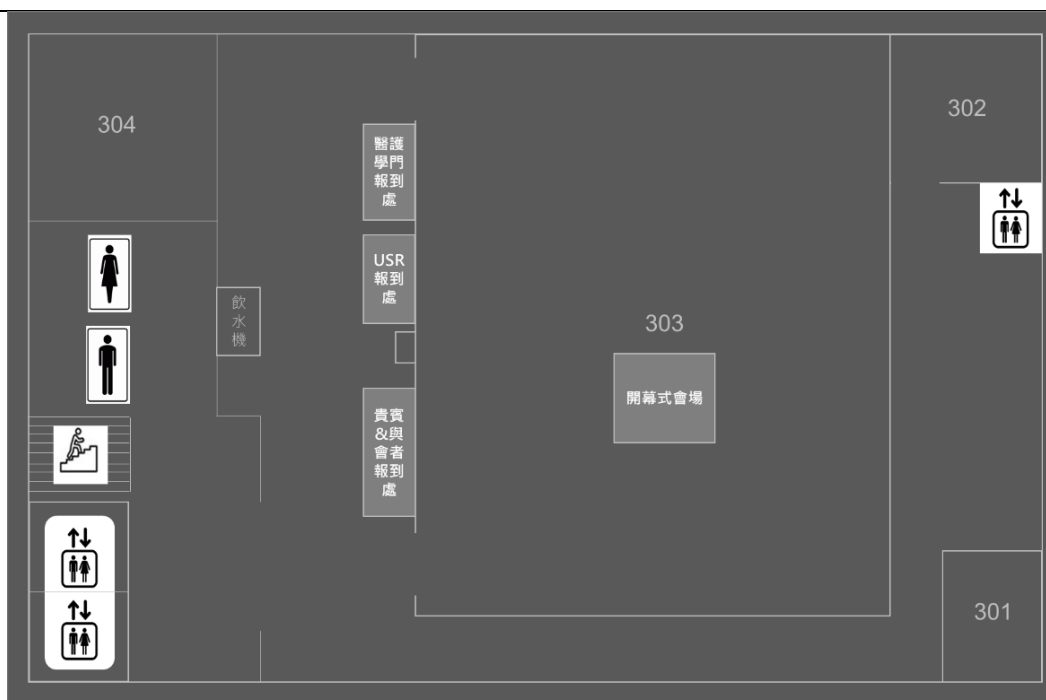 304
302
醫護
學門
報到
處
USR
報到
處
飲
水
機
303
開幕式會場
貴賓
&與
會者
報到
處
301